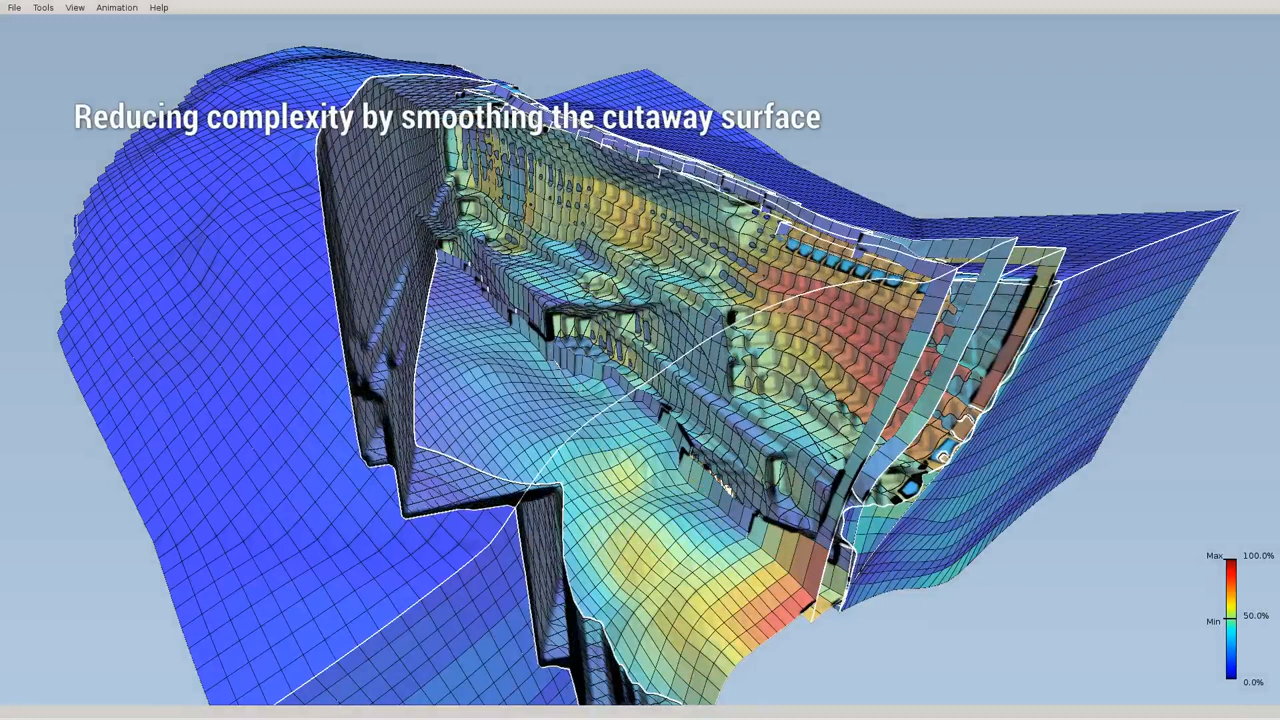 File Tools View Animation Help
Reducing complexity by smoothing the cutaway surface
Max 100.0%
Min 50.0%
0.0%